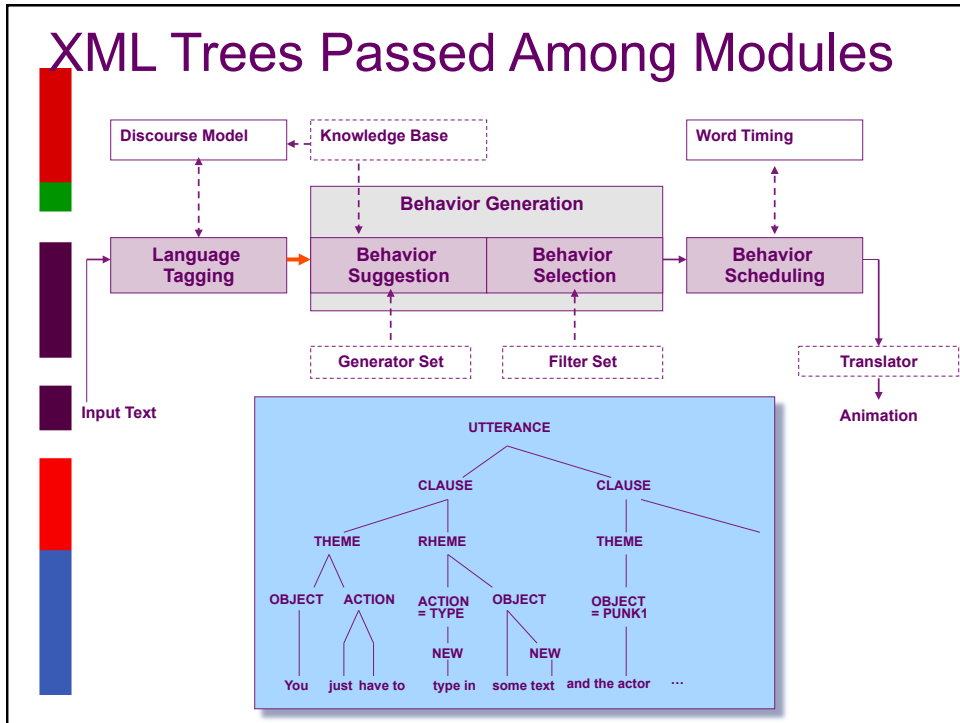 XML Trees Passed Among Modules
Discourse Model
Knowledge Base
Word Timing
Behavior Generation
Language
Tagging
Behavior
Suggestion
Behavior
Selection
Behavior
Scheduling
Generator Set
Filter Set
Translator
Input Text
Animation
UTTERANCE
CLAUSE CLAUSE
THEME RHEME THEME
OBJECT ACTION
ACTION
= TYPE
OBJECT
OBJECT
= PUNK1
NEW NEW
You just have to type in some text and the actor ...